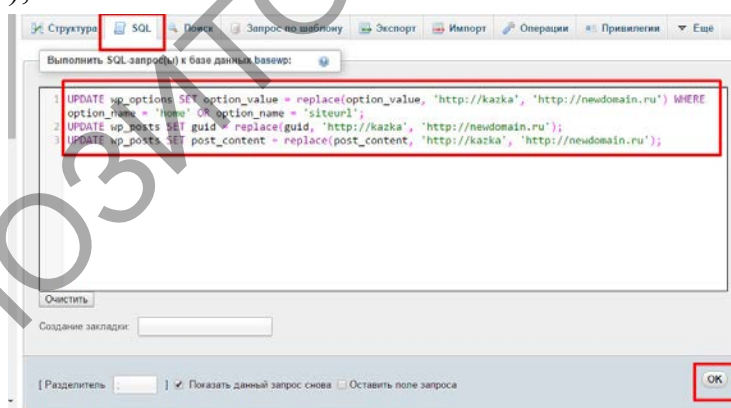 );
Структура SQL Поиск Запрос по шаблону Экспорт Импорт Операции Привилегии Ещё
Выполнить SQL-запрос(ы) к базе данных basewp:
1 UPDATE wp_options SET option_value = replace(option_value, 'http://kazka', 'http://newdomain.ru') WHERE
option_name = 'home' OR option_name = 'siteurl';
2 UPDATE wp_posts SET guid = replace(guid, 'http://kazka', 'http://newdomain.ru');
3 UPDATE wp_posts SET post_content = replace(post_content, 'http://kazka', 'http://newdomain.ru');
Очистить
Создание закладки:
[ Разделитель ; ] Показать данный запрос снова Оставить поле запроса
OK